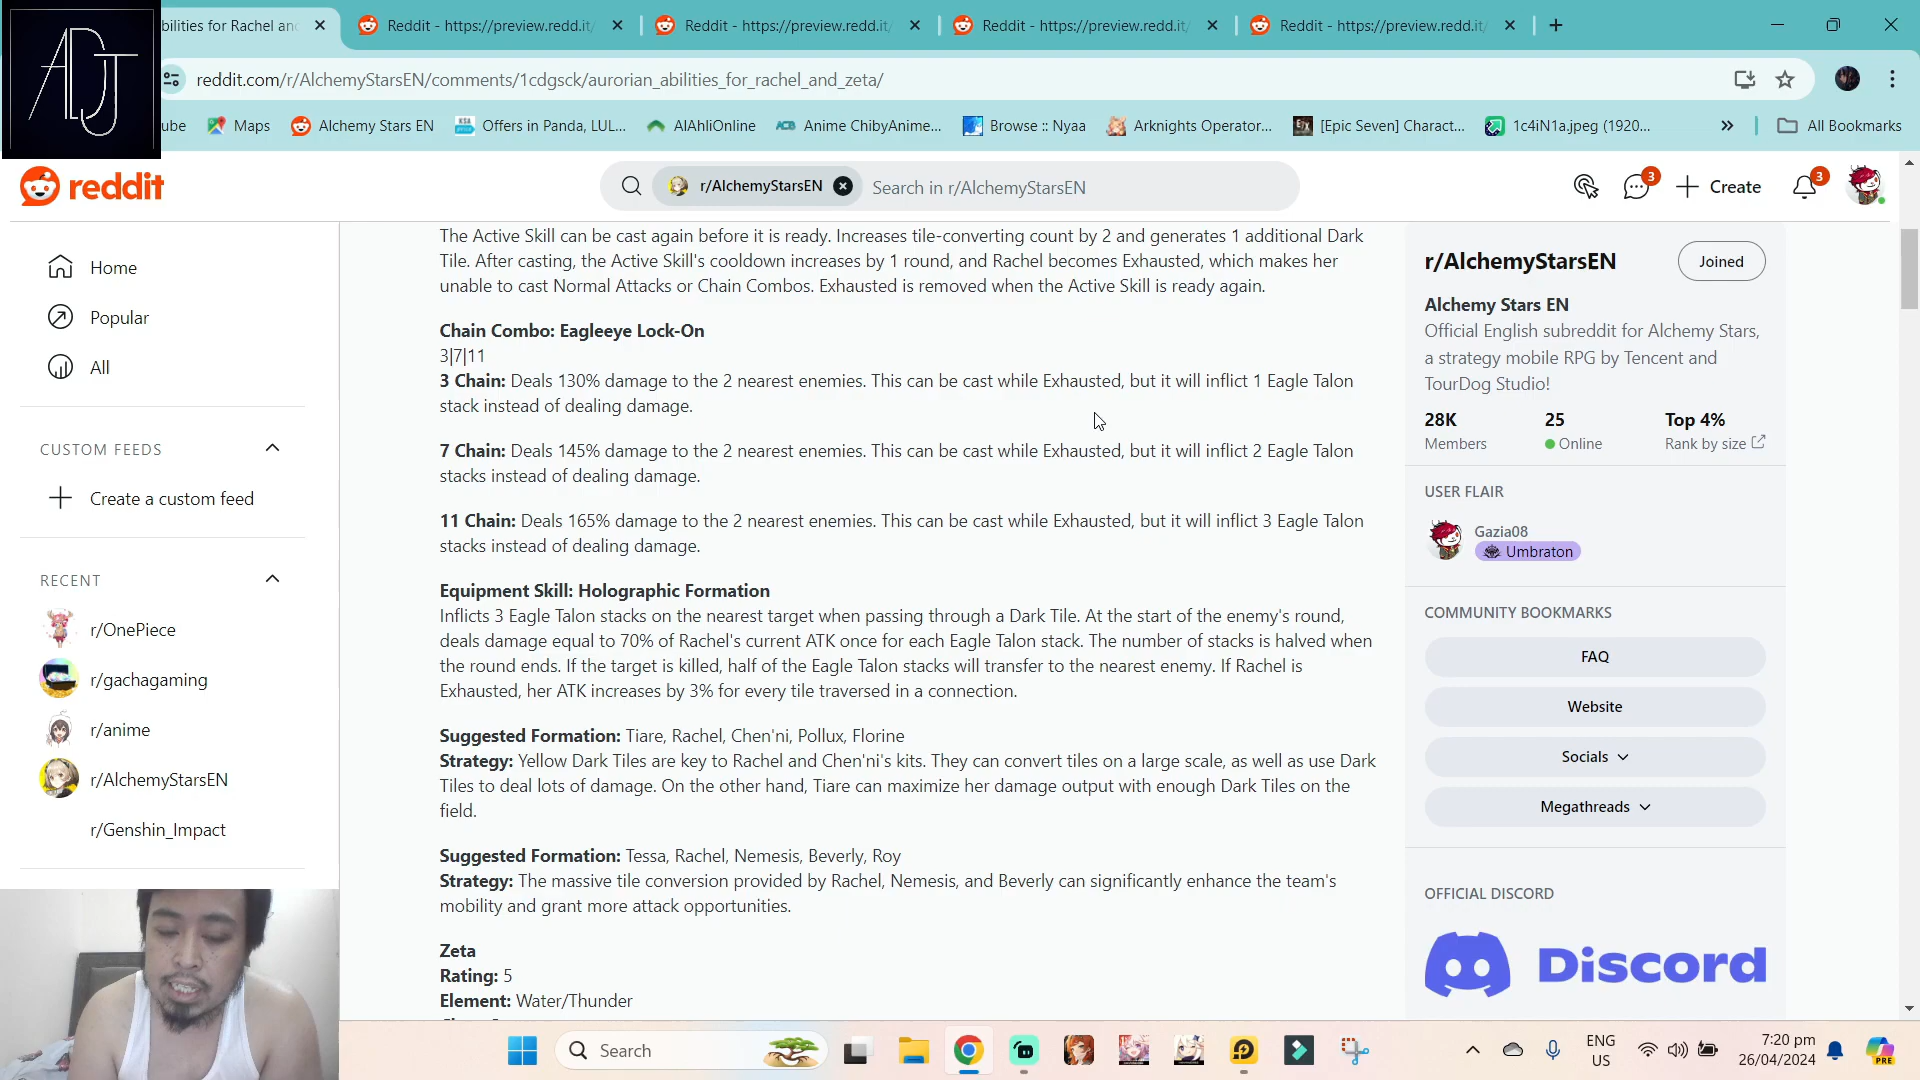 ADJ
bilities for Rachel and
Reddit - https://preview.redd.it/
Reddit - https://preview.redd.it/
Reddit - https://preview.redd.it/
Reddit - https://preview.redd.it/
reddit.com/r/AlchemyStarsEN/comments/1cdgsck/aurorian_abilities_for_rachel_and_zeta/
ube
Maps
Alchemy Stars EN
Offers in Panda, LUL...
AlAhliOnline
Anime ChibyAnime...
Browse :: Nyaa
Arknights Operator...
[Epic Seven] Charact...
1c4iN1a.jpeg (1920...
All Bookmarks
reddit
r/AlchemyStarsEN
Search in r/AlchemyStarsEN
3
Create
3
Home
Popular
All
CUSTOM FEEDS
Create a custom feed
RECENT
r/OnePiece
r/gachagaming
r/anime
r/AlchemyStarsEN
r/Genshin_Impact
The Active Skill can be cast again before it is ready. Increases tile-converting count by 2 and generates 1 additional Dark
Tile. After casting, the Active Skill's cooldown increases by 1 round, and Rachel becomes Exhausted, which makes her
unable to cast Normal Attacks or Chain Combos. Exhausted is removed when the Active Skill is ready again.
Chain Combo: Eagleeye Lock-On
3|7|11
3 Chain: Deals 130% damage to the 2 nearest enemies. This can be cast while Exhausted, but it will inflict 1 Eagle Talon
stack instead of dealing damage.
7 Chain: Deals 145% damage to the 2 nearest enemies. This can be cast while Exhausted, but it will inflict 2 Eagle Talon
stacks instead of dealing damage.
11 Chain: Deals 165% damage to the 2 nearest enemies. This can be cast while Exhausted, but it will inflict 3 Eagle Talon
stacks instead of dealing damage.
Equipment Skill: Holographic Formation
Inflicts 3 Eagle Talon stacks on the nearest target when passing through a Dark Tile. At the start of the enemy's round,
deals damage equal to 70% of Rachel's current ATK once for each Eagle Talon stack. The number of stacks is halved when
the round ends. If the target is killed, half of the Eagle Talon stacks will transfer to the nearest enemy. If Rachel is
Exhausted, her ATK increases by 3% for every tile traversed in a connection.
Suggested Formation: Tiare, Rachel, Chen'ni, Pollux, Florine
Strategy: Yellow Dark Tiles are key to Rachel and Chen'ni's kits. They can convert tiles on a large scale, as well as use Dark
Tiles to deal lots of damage. On the other hand, Tiare can maximize her damage output with enough Dark Tiles on the
field.
Suggested Formation: Tessa, Rachel, Nemesis, Beverly, Roy
Strategy: The massive tile conversion provided by Rachel, Nemesis, and Beverly can significantly enhance the team's
mobility and grant more attack opportunities.
Zeta
Rating: 5
Element: Water/Thunder
r/AlchemyStarsEN
Joined
Alchemy Stars EN
Official English subreddit for Alchemy Stars,
a strategy mobile RPG by Tencent and
TourDog Studio!
28K
25
Top 4%
Members
Online
Rank by size
USER FLAIR
Gazia08
Umbraton
COMMUNITY BOOKMARKS
FAQ
Website
Socials
Megathreads
OFFICIAL DISCORD
Discord
Search
ENG
US
7:20 pm
26/04/2024
PRE